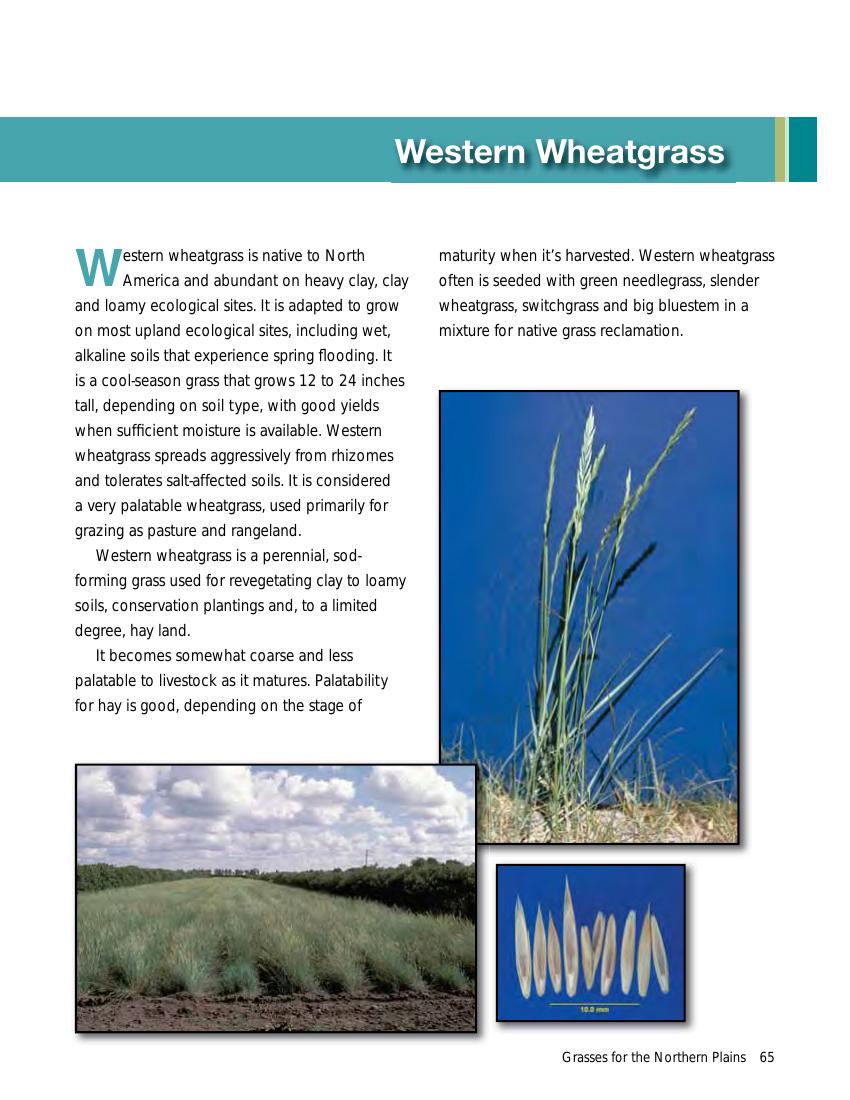 Western Wheatgrass
Western wheatgrass is native to North
America and abundant on heavy clay, clay
and loamy ecological sites. It is adapted to grow
on most upland ecological sites, including wet,
alkaline soils that experience spring flooding. It
is a cool-season grass that grows 12 to 24 inches
tall, depending on soil type, with good yields
when sufficient moisture is available. Western
wheatgrass spreads aggressively from rhizomes
and tolerates salt-affected soils. It is considered
a very palatable wheatgrass, used primarily for
grazing as pasture and rangeland.
Western wheatgrass is a perennial, sod-
forming grass used for revegetating clay to loamy
soils, conservation plantings and, to a limited
degree, hay land.
It becomes somewhat coarse and less
palatable to livestock as it matures. Palatability
for hay is good, depending on the stage of
maturity when it’s harvested. Western wheatgrass
often is seeded with green needlegrass, slender
wheatgrass, switchgrass and big bluestem in a
mixture for native grass reclamation.
10.0 mm
Grasses for the Northern Plains 65